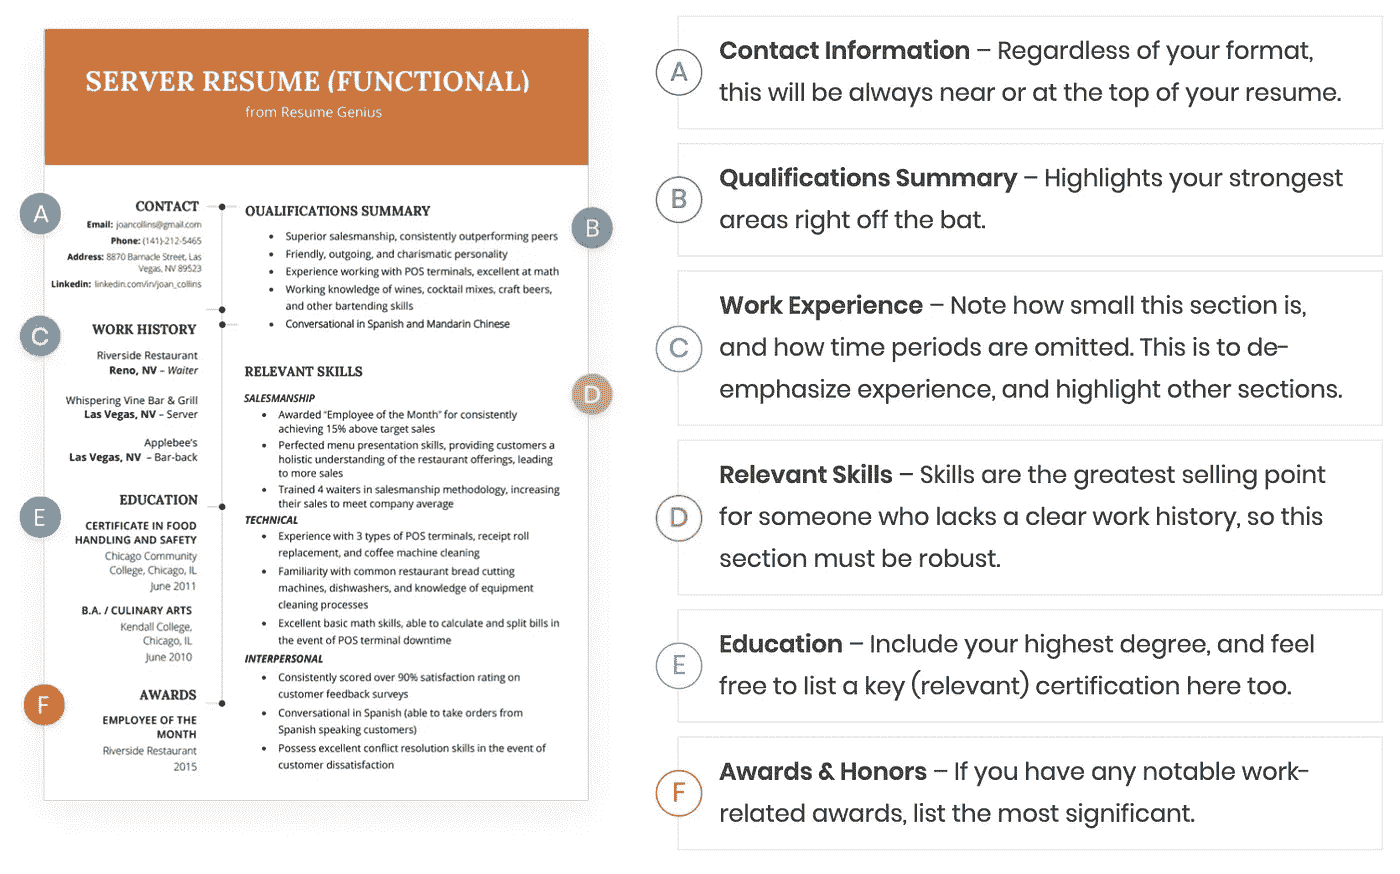 SERVER RESUME (FUNCTIONAL)
from Resume Genius
A
CONTACT
Email: joancollins@gmail.com
Phone: (141)-212-5465
Address: 8870 Barnacle Street, Las
Vegas, NV 89523
Linkedin: linkedin.com/in/joan_collins
C
WORK HISTORY
Riverside Restaurant
Reno, NV – Waiter
Whispering Vine Bar & Grill
Las Vegas, NV – Server
Applebee's
Las Vegas, NV – Bar-back
E
EDUCATION
CERTIFICATE IN FOOD
HANDLING AND SAFETY
Chicago Community
College, Chicago, IL
June 2011
B.A. / CULINARY ARTS
Kendall College,
Chicago, IL
June 2010
F
AWARDS
EMPLOYEE OF THE
MONTH
Riverside Restaurant
2015
QUALIFICATIONS SUMMARY
B
• Superior salesmanship, consistently outperforming peers
• Friendly, outgoing, and charismatic personality
• Experience working with POS terminals, excellent at math
• Working knowledge of wines, cocktail mixes, craft beers,
and other bartending skills
• Conversational in Spanish and Mandarin Chinese
RELEVANT SKILLS
D
SALESMANSHIP
• Awarded "Employee of the Month" for consistently
achieving 15% above target sales
• Perfected menu presentation skills, providing customers a
holistic understanding of the restaurant offerings, leading
to more sales
• Trained 4 waiters in salesmanship methodology, increasing
their sales to meet company average
TECHNICAL
• Experience with 3 types of POS terminals, receipt roll
replacement, and coffee machine cleaning
• Familiarity with common restaurant bread cutting
machines, dishwashers, and knowledge of equipment
cleaning processes
• Excellent basic math skills, able to calculate and split bills in
the event of POS terminal downtime
INTERPERSONAL
• Consistently scored over 90% satisfaction rating on
customer feedback surveys
• Conversational in Spanish (able to take orders from
Spanish speaking customers)
• Possess excellent conflict resolution skills in the event of
customer dissatisfaction
A
Contact Information – Regardless of your format,
this will be always near or at the top of your resume.
B
Qualifications Summary – Highlights your strongest
areas right off the bat.
C
Work Experience – Note how small this section is,
and how time periods are omitted. This is to de-
emphasize experience, and highlight other sections.
D
Relevant Skills – Skills are the greatest selling point
for someone who lacks a clear work history, so this
section must be robust.
E
Education – Include your highest degree, and feel
free to list a key (relevant) certification here too.
F
Awards & Honors – If you have any notable work-
related awards, list the most significant.